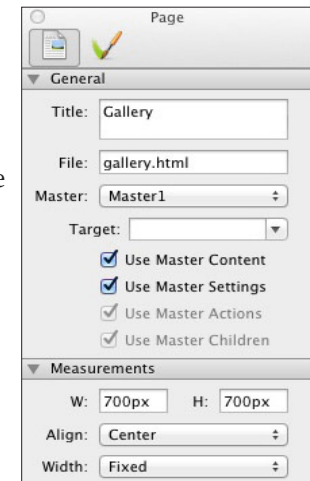 Page
General
Title: Gallery
File: gallery.html
e
Master: Master1
Target:
Use Master Content
Use Master Settings
Use Master Actions
Use Master Children
Measurements
W: 700px H: 700px
Align: Center
Width: Fixed